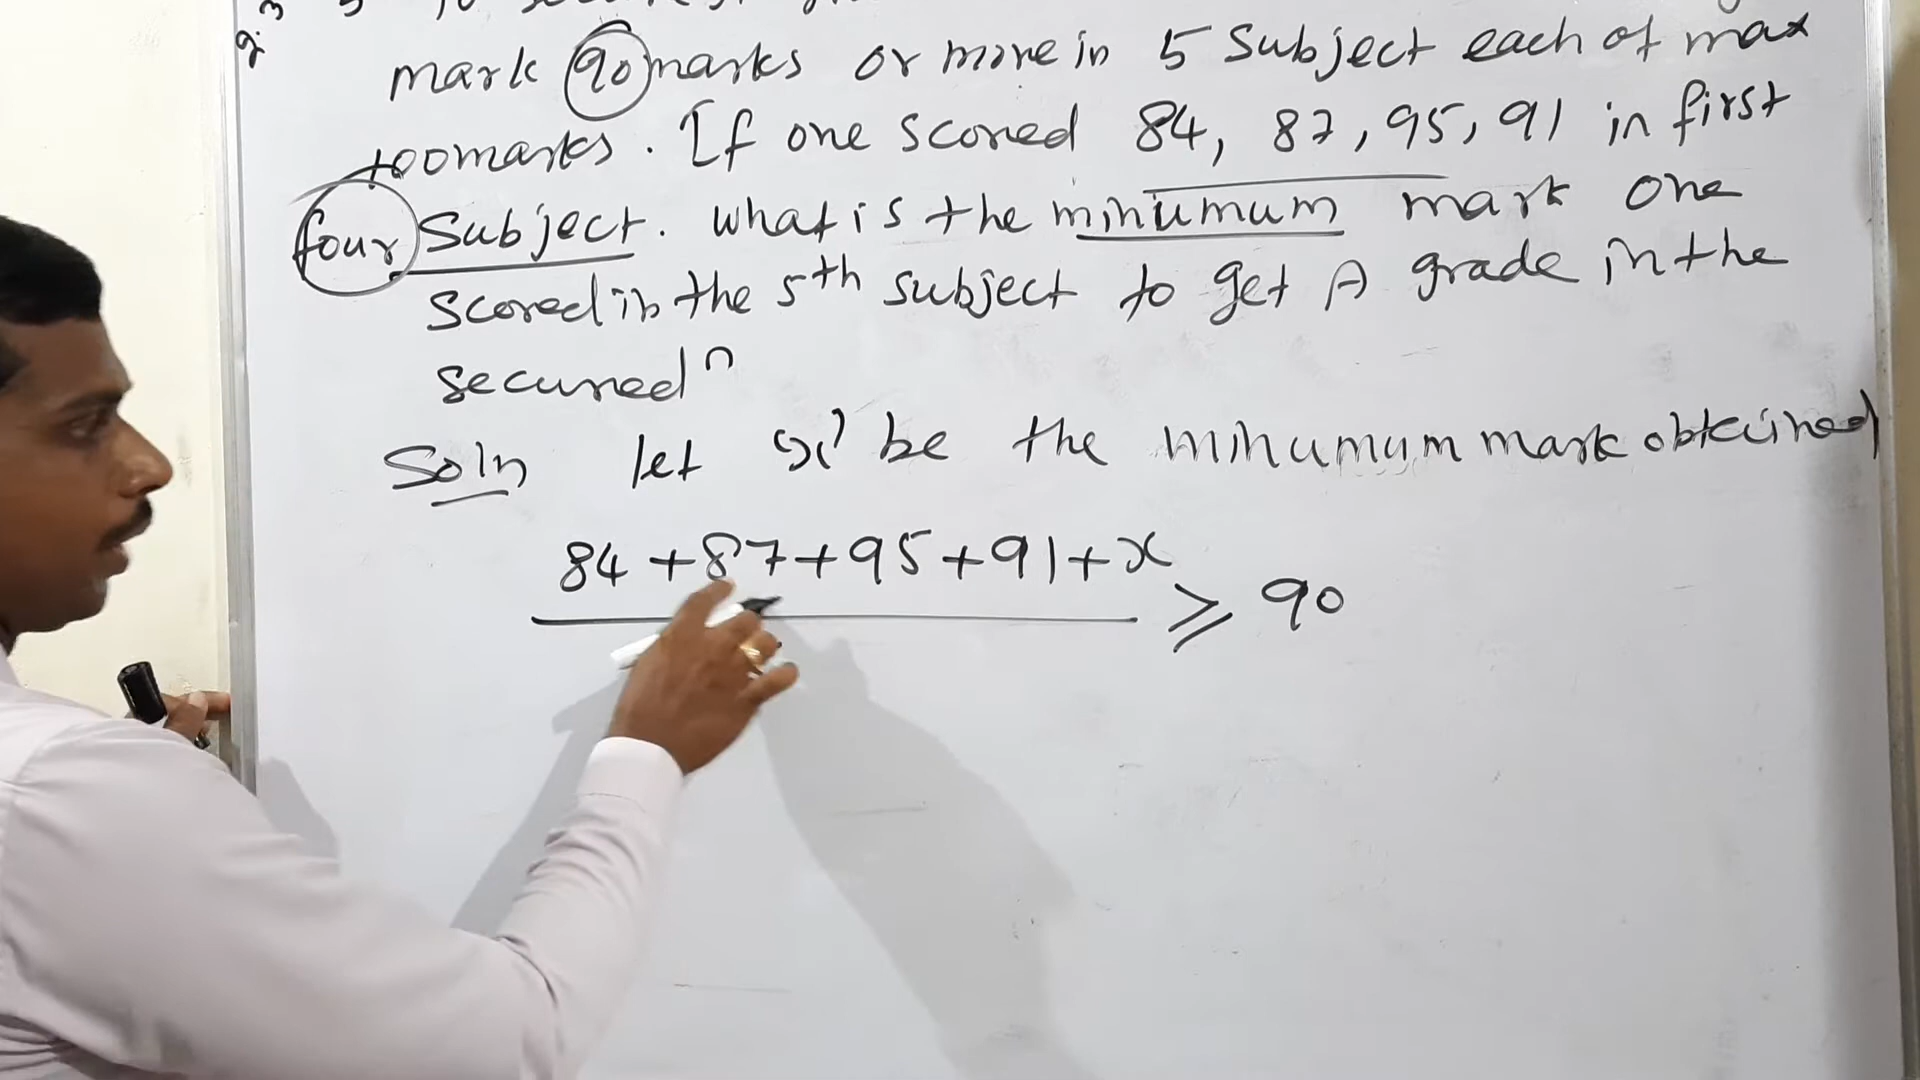 mark 90 marks or more in 5 subject each of max
100marks. If one scored 84, 87, 95, 91 in first
four Subject. What is the minumum mark one
Scored in the 5th subject to get A grade in the
secured
Soln let 'x' be the minumum mark obtained
84 + 87 + 95 + 91 + x
≥ 90